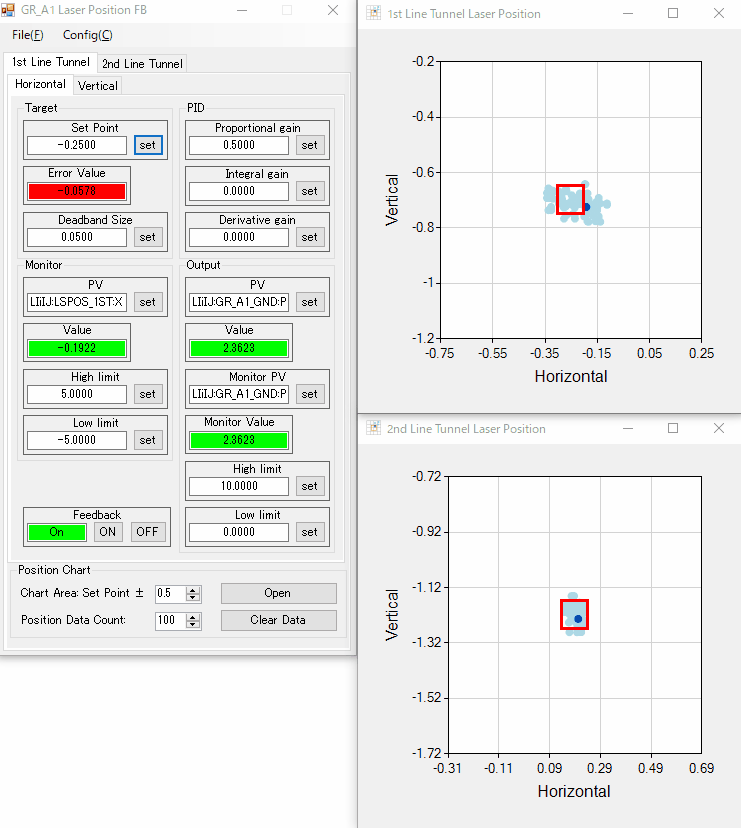 GR_A1 Laser Position FB
File(F) Config(C)
1st Line Tunnel 2nd Line Tunnel
Horizontal Vertical
Target
Set Point
-0.2500 set
Error Value
-0.0578
Deadband Size
0.0500 set
Monitor
PV
LIiIJ:LSPOS_1ST:X set
Value
-0.1922
High limit
5.0000 set
Low limit
-5.0000 set
Feedback
On ON OFF
PID
Proportional gain
0.5000 set
Integral gain
0.0000 set
Derivative gain
0.0000 set
Output
PV
LIiIJ:GR_A1_GND:P set
Value
2.3623
Monitor PV
LIiIJ:GR_A1_GND:P set
Monitor Value
2.3623
High limit
10.0000 set
Low limit
0.0000 set
Position Chart
Chart Area: Set Point ± 0.5 Open
Position Data Count: 100 Clear Data
1st Line Tunnel Laser Position
-0.2
-0.4
-0.6
-0.8
-1
-1.2
Vertical
-0.75 -0.55 -0.35 -0.15 0.05 0.25
Horizontal
2nd Line Tunnel Laser Position
-0.72
-0.92
-1.12
-1.32
-1.52
-1.72
Vertical
-0.31 -0.11 0.09 0.29 0.49 0.69
Horizontal